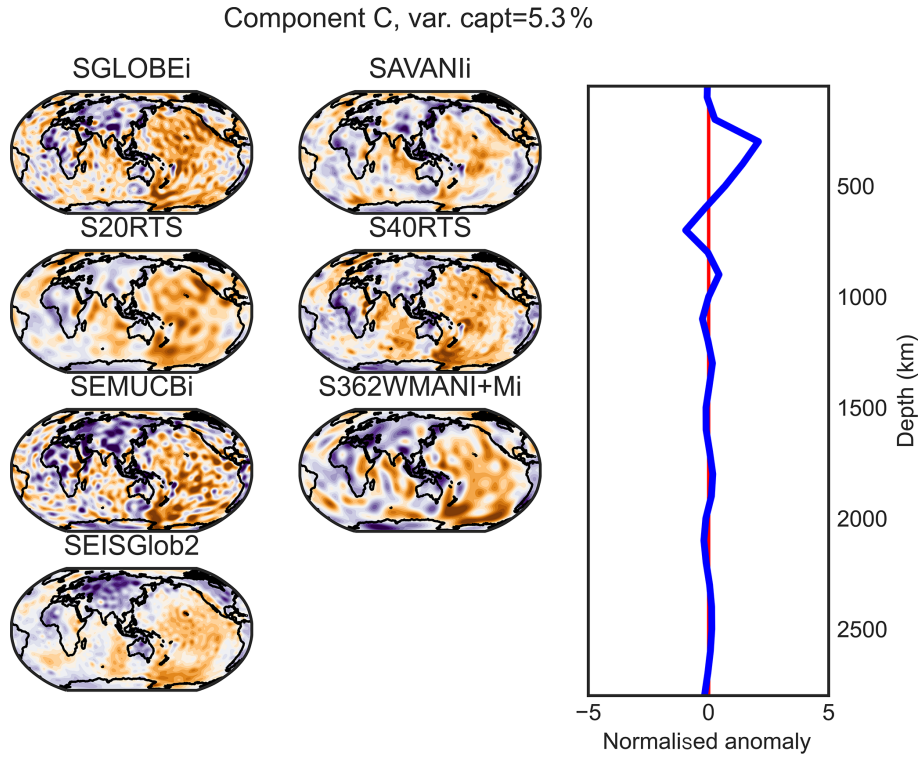 Component C, var. capt=5.3 %
SGLOBEi
SAVANIi
S20RTS
S40RTS
SEMUCBi
S362WMANI+Mi
SEISGlob2
500
1000
1500
2000
2500
Depth (km)
−5
0
5
Normalised anomaly